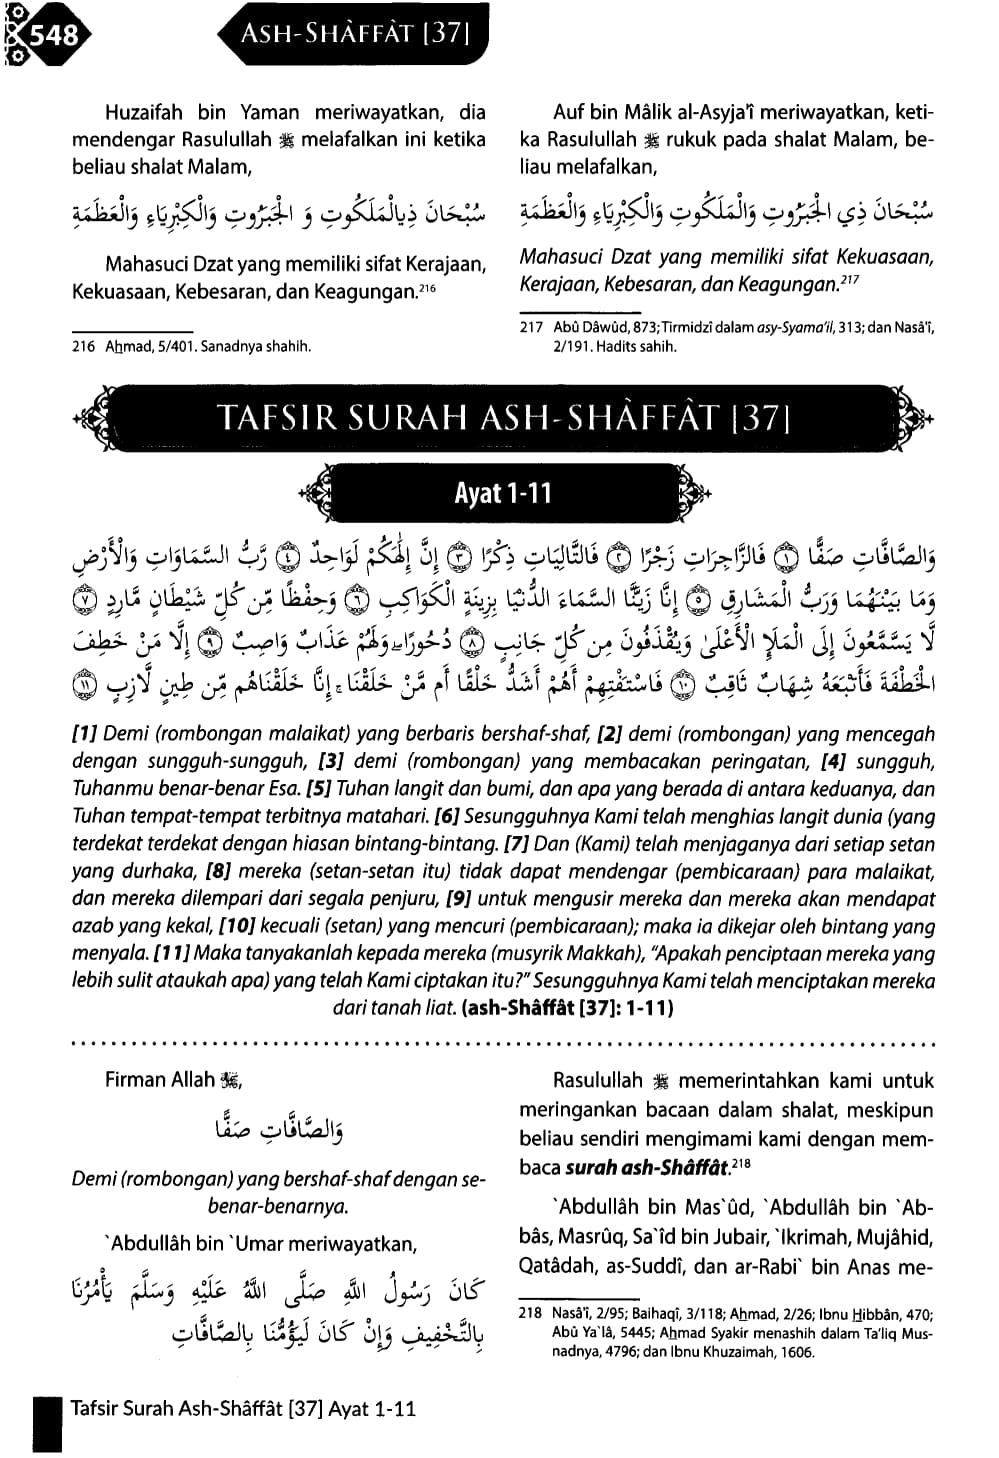 548
ASH-SHÂFFÂT [37]
Huzaifah bin Yaman meriwayatkan, dia
mendengar Rasulullah ﷺ melafalkan ini ketika
beliau shalat Malam,
سُبْحَانَ ذِيالْمَلَكُوتِ وَ الْجَبَرُوتِ وَالْكِبْرِيَاءِ وَالْعَظَمَةِ
Mahasuci Dzat yang memiliki sifat Kerajaan,
Kekuasaan, Kebesaran, dan Keagungan.²¹⁶
216 Ahmad, 5/401. Sanadnya shahih.
Auf bin Mâlik al-Asyja'î meriwayatkan, keti-
ka Rasulullah ﷺ rukuk pada shalat Malam, be-
liau melafalkan,
سُبْحَانَ ذِي الْجَبَرُوتِ وَالْمَلَكُوتِ وَالْكِبْرِيَاءِ وَالْعَظَمَةِ
Mahasuci Dzat yang memiliki sifat Kekuasaan,
Kerajaan, Kebesaran, dan Keagungan.²¹⁷
217 Abû Dâwûd, 873; Tirmidzî dalam asy-Syama'il, 313; dan Nasâ'î,
2/191. Hadits sahih.
TAFSIR SURAH ASH-SHÂFFÂT [37]
Ayat 1-11
وَالصَّافَّاتِ صَفًّا ﴿١﴾ فَالزَّاجِرَاتِ زَجْرًا ﴿٢﴾ فَالتَّالِيَاتِ ذِكْرًا ﴿٣﴾ إِنَّ إِلَٰهَكُمْ لَوَاحِدٌ ﴿٤﴾ رَّبُّ السَّمَاوَاتِ وَالْأَرْضِ
وَمَا بَيْنَهُمَا وَرَبُّ الْمَشَارِقِ ﴿٥﴾ إِنَّا زَيَّنَّا السَّمَاءَ الدُّنْيَا بِزِينَةٍ الْكَوَاكِبِ ﴿٦﴾ وَحِفْظًا مِّن كُلِّ شَيْطَانٍ مَّارِدٍ ﴿٧﴾
لَّا يَسَّمَّعُونَ إِلَى الْمَلَإِ الْأَعْلَىٰ وَيُقْذَفُونَ مِن كُلِّ جَانِبٍ ﴿٨﴾ دُحُورًا ۖ وَلَهُمْ عَذَابٌ وَاصِبٌ ﴿٩﴾ إِلَّا مَنْ خَطِفَ
الْخَطْفَةَ فَأَتْبَعَهُ شِهَابٌ ثَاقِبٌ ﴿١٠﴾ فَاسْتَفْتِهِمْ أَهُمْ أَشَدُّ خَلْقًا أَم مَّنْ خَلَقْنَا ۚ إِنَّا خَلَقْنَاهُم مِّن طِينٍ لَّازِبٍ ﴿١١﴾
[1] Demi (rombongan malaikat) yang berbaris bershaf-shaf, [2] demi (rombongan) yang mencegah
dengan sungguh-sungguh, [3] demi (rombongan) yang membacakan peringatan, [4] sungguh,
Tuhanmu benar-benar Esa. [5] Tuhan langit dan bumi, dan apa yang berada di antara keduanya, dan
Tuhan tempat-tempat terbitnya matahari. [6] Sesungguhnya Kami telah menghias langit dunia (yang
terdekat terdekat dengan hiasan bintang-bintang. [7] Dan (Kami) telah menjaganya dari setiap setan
yang durhaka, [8] mereka (setan-setan itu) tidak dapat mendengar (pembicaraan) para malaikat,
dan mereka dilempari dari segala penjuru, [9] untuk mengusir mereka dan mereka akan mendapat
azab yang kekal, [10] kecuali (setan) yang mencuri (pembicaraan); maka ia dikejar oleh bintang yang
menyala. [11] Maka tanyakanlah kepada mereka (musyrik Makkah), "Apakah penciptaan mereka yang
lebih sulit ataukah apa) yang telah Kami ciptakan itu?" Sesungguhnya Kami telah menciptakan mereka
dari tanah liat. (ash-Shâffât [37]: 1-11)
Firman Allah ﷻ,
وَالصَّافَّاتِ صَفًّا
Demi (rombongan) yang bershaf-shaf dengan se-
benar-benarnya.
`Abdullâh bin `Umar meriwayatkan,
كَانَ رَسُولُ اللَّهِ صَلَّى اللَّهُ عَلَيْهِ وَسَلَّمَ يَأْمُرُنَا
بِالتَّخْفِيفِ وَإِنْ كَانَ لَيَؤُمُّنَا بِالصَّافَّاتِ
Rasulullah ﷺ memerintahkan kami untuk
meringankan bacaan dalam shalat, meskipun
beliau sendiri mengimami kami dengan mem-
baca surah ash-Shâffât.²¹⁸
`Abdullâh bin Mas`ûd, `Abdullâh bin `Ab-
bâs, Masrûq, Sa`îd bin Jubair, `Ikrimah, Mujâhid,
Qatâdah, as-Suddî, dan ar-Rabi` bin Anas me-
218 Nasâ'î, 2/95; Baihaqî, 3/118; Ahmad, 2/26; Ibnu Hibbân, 470;
Abû Ya`lâ, 5445; Ahmad Syakir menashih dalam Ta'liq Mus-
nadnya, 4796; dan Ibnu Khuzaimah, 1606.
Tafsir Surah Ash-Shâffât [37] Ayat 1-11